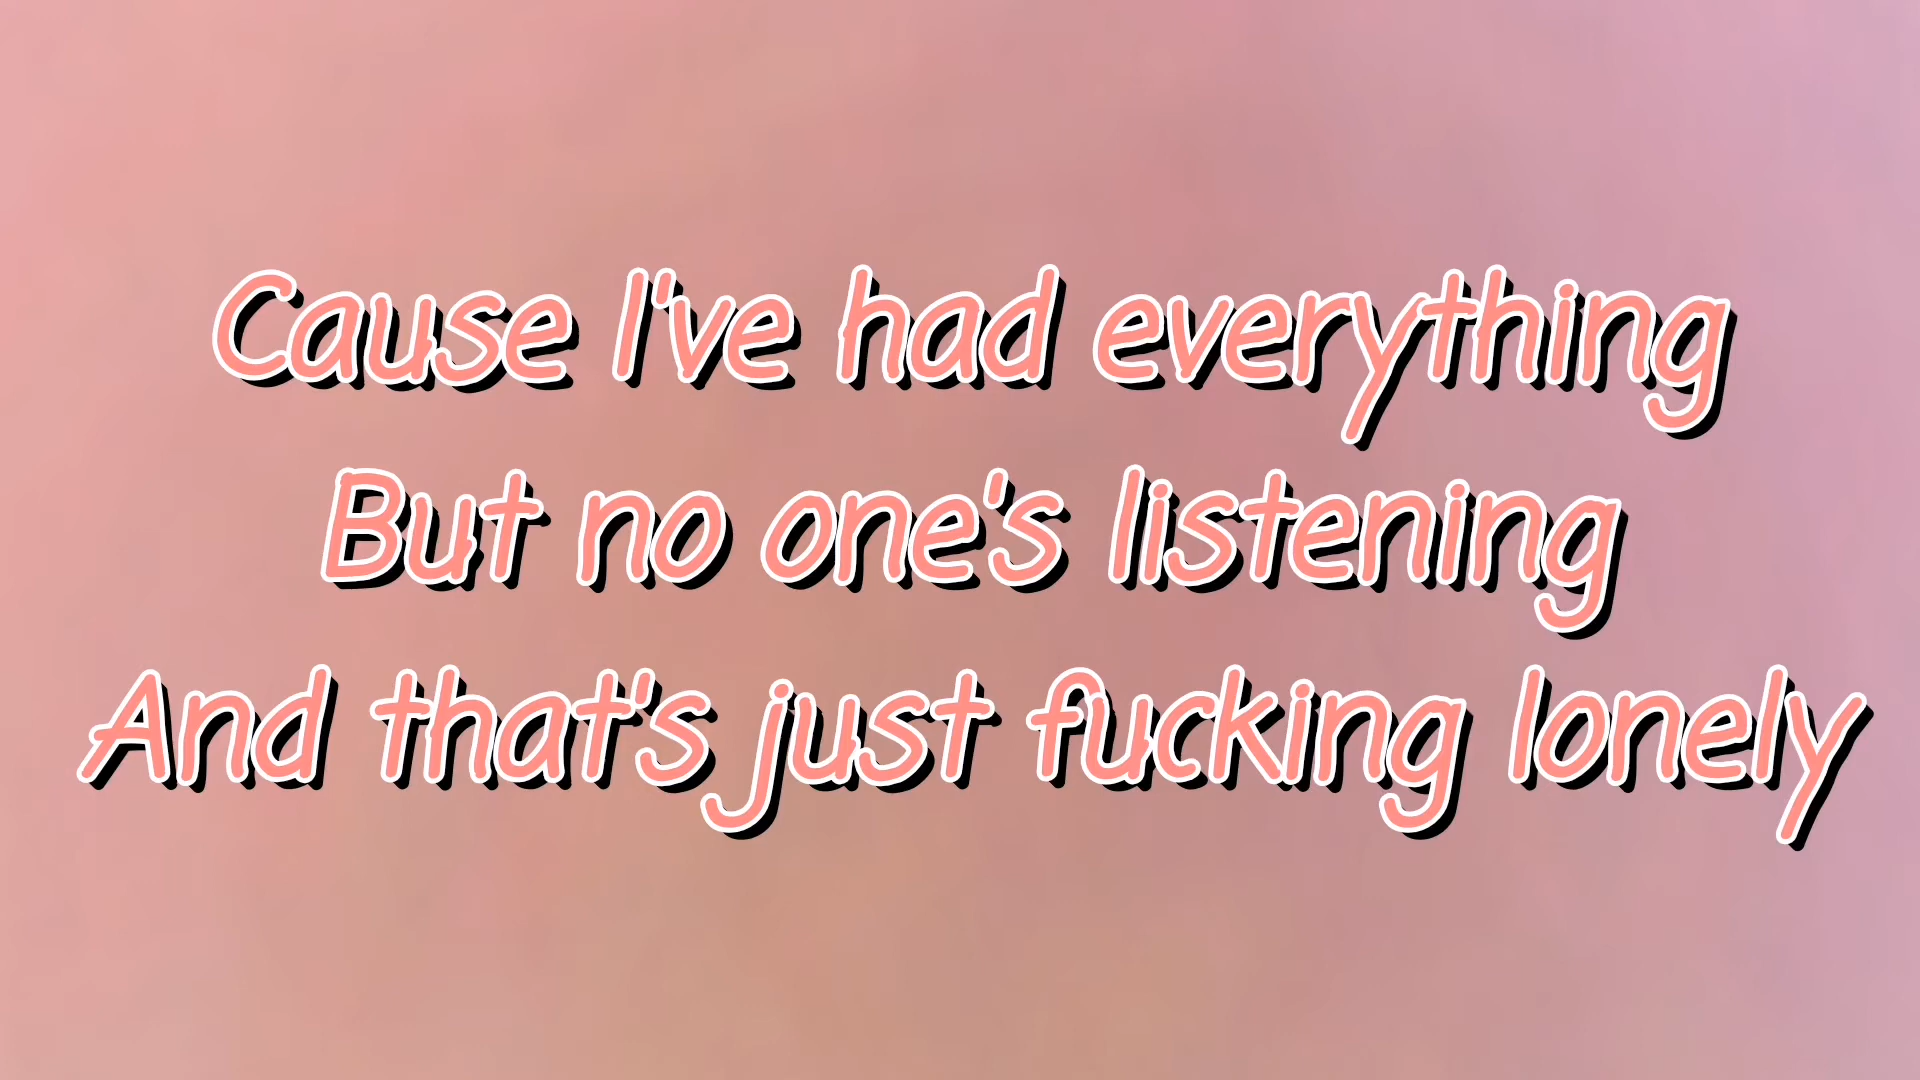 Cause I've had everything
But no one's listening
And that's just fucking lonely